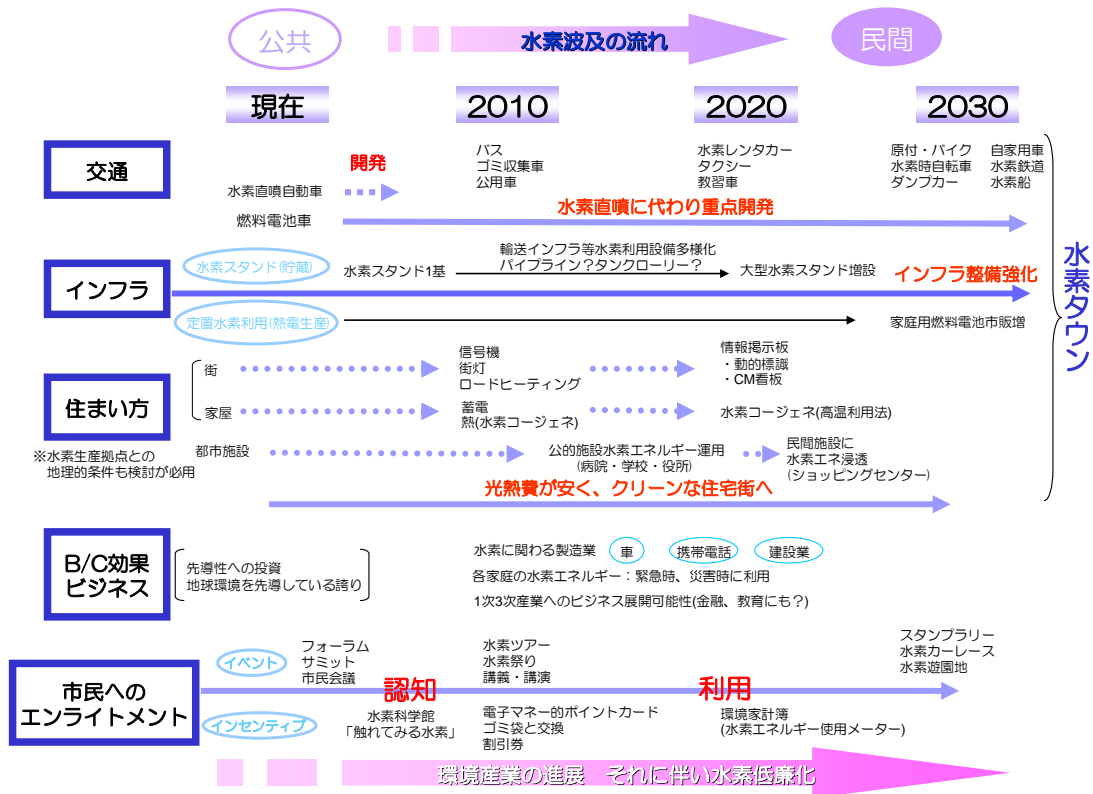 公共
水素波及の流れ
民間
現在
2010
2020
2030
交通
開発
バス
ゴミ収集車
公用車
水素レンタカー
タクシー
教習車
原付・バイク
水素時自転車
ダンプカー
自家用車
水素鉄道
水素船
水素直噴自動車
燃料電池車
水素直噴に代わり重点開発
インフラ
水素スタンド(貯蔵)
水素スタンド1基
輸送インフラ等水素利用設備多様化
パイプライン？タンクローリー？
大型水素スタンド増設
インフラ整備強化
定置水素利用(熱電生産)
家庭用燃料電池市販増
水素タウン
住まい方
街
信号機
街灯
ロードヒーティング
情報掲示板
・動的標識
・CM看板
家屋
蓄電
熱(水素コージェネ)
水素コージェネ(高温利用法)
※水素生産拠点との
地理的条件も検討が必用
都市施設
公的施設水素エネルギー運用
(病院・学校・役所)
民間施設に
水素エネ浸透
(ショッピングセンター)
光熱費が安く、クリーンな住宅街へ
B/C効果
ビジネス
先導性への投資
地球環境を先導している誇り
水素に関わる製造業
車
携帯電話
建設業
各家庭の水素エネルギー：緊急時、災害時に利用
1次3次産業へのビジネス展開可能性(金融、教育にも？)
市民への
エンライトメント
イベント
フォーラム
サミット
市民会議
水素ツアー
水素祭り
講義・講演
スタンプラリー
水素カーレース
水素遊園地
認知
利用
インセンティブ
水素科学館
「触れてみる水素」
電子マネー的ポイントカード
ゴミ袋と交換
割引券
環境家計簿
(水素エネルギー使用メーター)
環境産業の進展　それに伴い水素低廉化